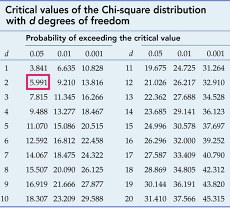 Critical values of the Chi-square distribution
with d degrees of freedom
Probability of exceeding the critical value
d 0.05 0.01 0.001 d 0.05 0.01 0.001
1 3.841 6.635 10.828 11 19.675 24.725 31.264
2 5.991 9.210 13.816 12 21.026 26.217 32.910
3 7.815 11.345 16.266 13 22.362 27.688 34.528
4 9.488 13.277 18.467 14 23.685 29.141 36.123
5 11.070 15.086 20.515 15 24.996 30.578 37.697
6 12.592 16.812 22.458 16 26.296 32.000 39.252
7 14.067 18.475 24.322 17 27.587 33.409 40.790
8 15.507 20.090 26.125 18 28.869 34.805 42.312
9 16.919 21.666 27.877 19 30.144 36.191 43.820
10 18.307 23.209 29.588 20 31.410 37.566 45.315